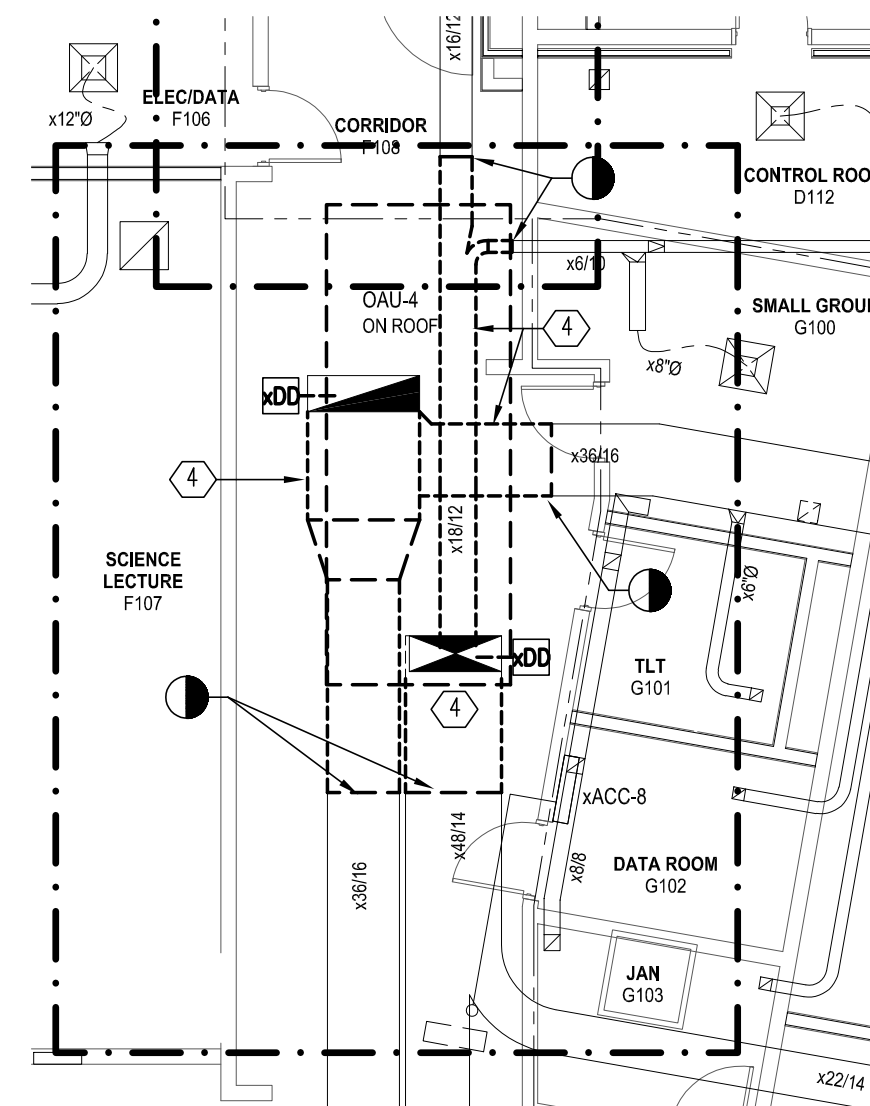 x16/12
ELEC/DATA
F106
x12"Ø
CORRIDOR
F108
CONTROL ROO
D112
x6/10
OAU-4
ON ROOF
4
SMALL GROU
G100
x8"Ø
xDD
x36/16
4
x18/12
SCIENCE
LECTURE
F107
x6"Ø
TLT
G101
xDD
4
xACC-8
x48/14
x36/16
x8/8
DATA ROOM
G102
JAN
G103
x22/14